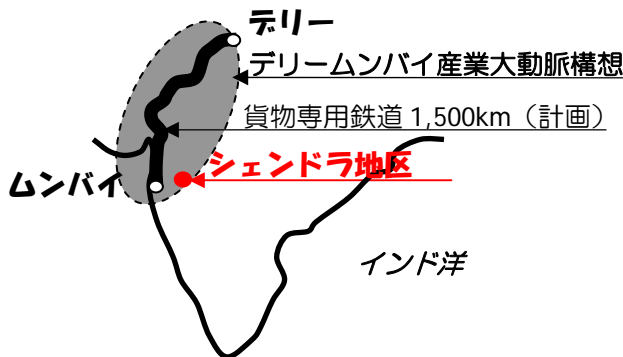 デリー
デリームンバイ産業大動脈構想
貨物専用鉄道 1,500km（計画）
シェンドラ地区
ムンバイ
インド洋